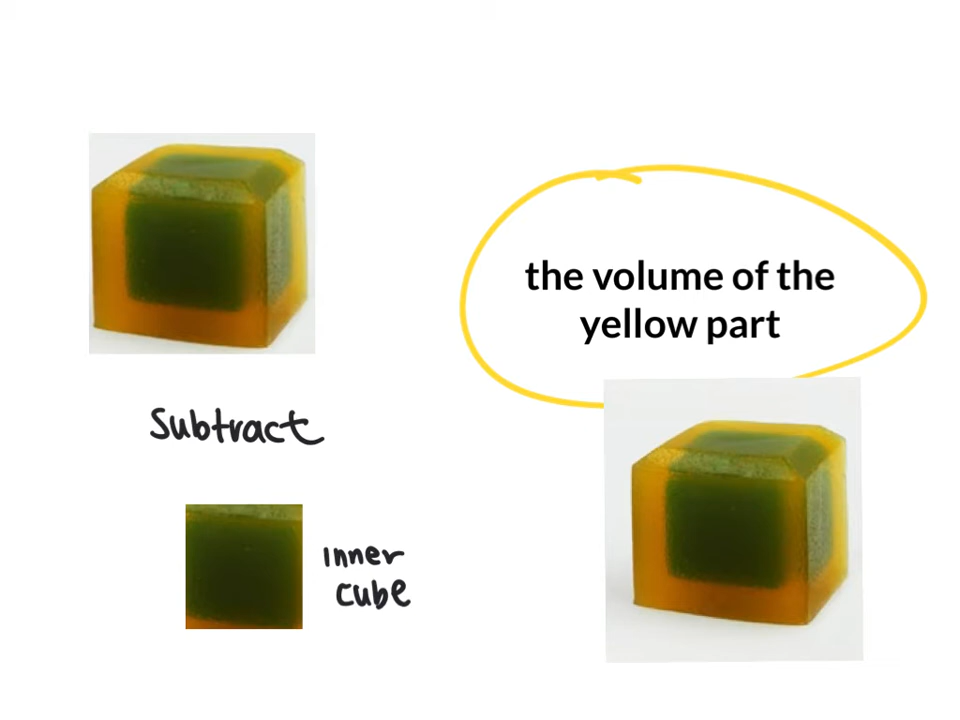 the volume of the
yellow part
Subtract
Inner
cube